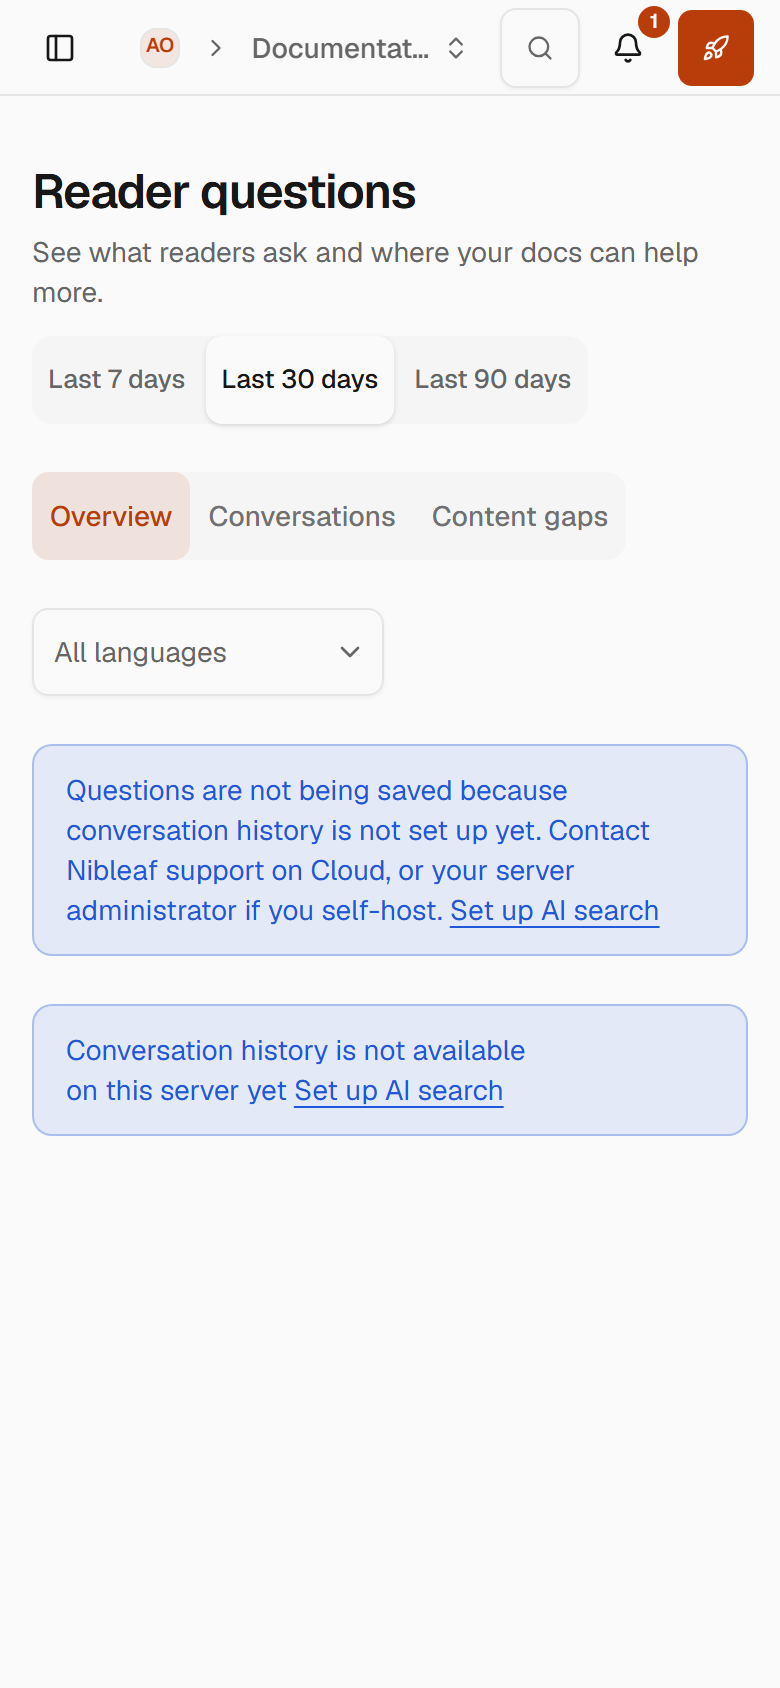 AO
Documentat...
1
Reader questions
See what readers ask and where your docs can help
more.
Last 7 days
Last 30 days
Last 90 days
Overview
Conversations
Content gaps
All languages
Questions are not being saved because
conversation history is not set up yet. Contact
Nibleaf support on Cloud, or your server
administrator if you self-host. Set up AI search
Conversation history is not available
on this server yet Set up AI search